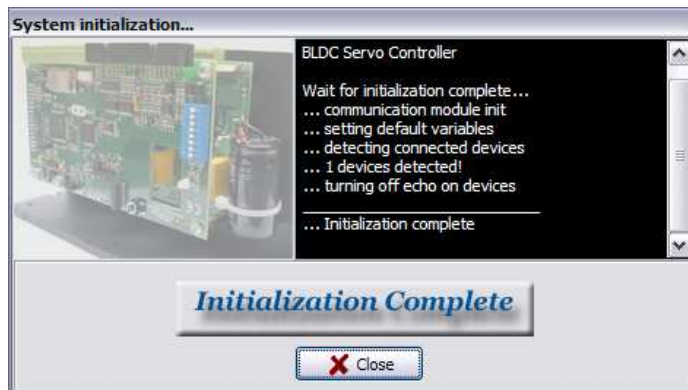 System initialization...
BLDC Servo Controller
Wait for initialization complete...
... communication module init
... setting default variables
... detecting connected devices
... 1 devices detected!
... turning off echo on devices
... Initialization complete
Initialization Complete
Close